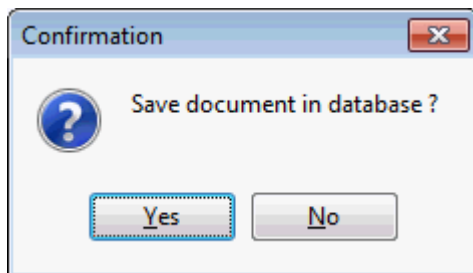 Confirmation
Save document in database ?
Yes
No